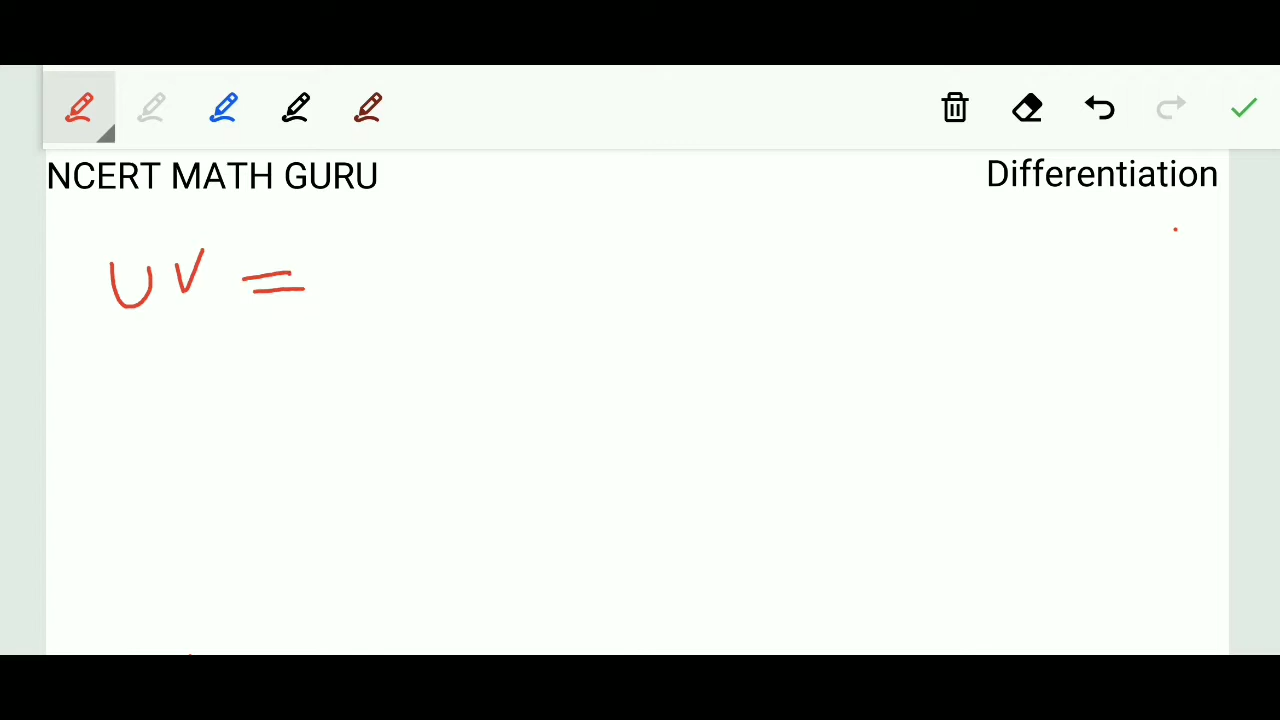 NCERT MATH GURU Differentiation
UV =